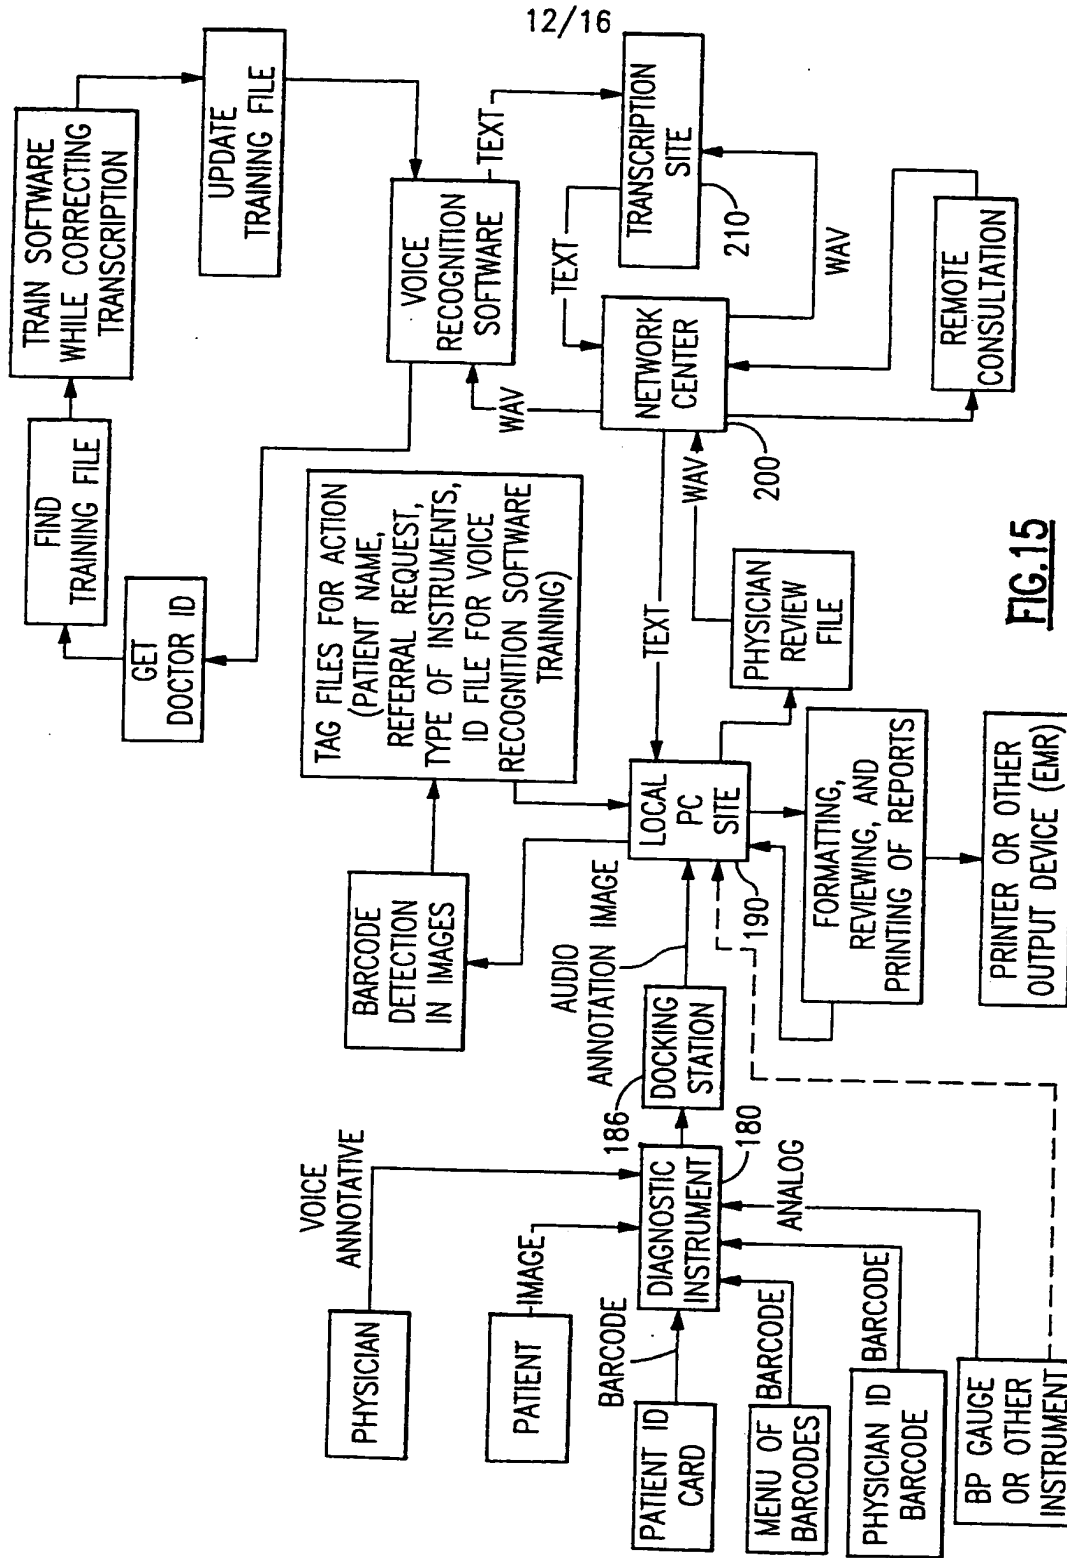 12/16
TRAIN SOFTWARE
WHILE CORRECTING
TRANSCRIPTION
UPDATE
TRAINING FILE
FIND
TRAINING FILE
GET
DOCTOR ID
VOICE
RECOGNITION
SOFTWARE
TEXT
TRANSCRIPTION
SITE
210
TEXT
WAV
WAV
NETWORK
CENTER
200
REMOTE
CONSULTATION
TAG FILES FOR ACTION
(PATIENT NAME,
REFERRAL REQUEST,
TYPE OF INSTRUMENTS,
ID FILE FOR VOICE
RECOGNITION SOFTWARE
TRAINING)
BARCODE
DETECTION
IN IMAGES
TEXT
WAV
PHYSICIAN
REVIEW
FILE
LOCAL
PC
SITE
190
AUDIO
ANNOTATION IMAGE
FORMATTING,
REVIEWING, AND
PRINTING OF REPORTS
PRINTER OR OTHER
OUTPUT DEVICE (EMR)
DOCKING
STATION
186
VOICE
ANNOTATIVE
PHYSICIAN
PATIENT
IMAGE
DIAGNOSTIC
INSTRUMENT
180
ANALOG
BARCODE
PATIENT ID
CARD
BARCODE
MENU OF
BARCODES
BARCODE
PHYSICIAN ID
BARCODE
BP GAUGE
OR OTHER
INSTRUMENT
FIG.15